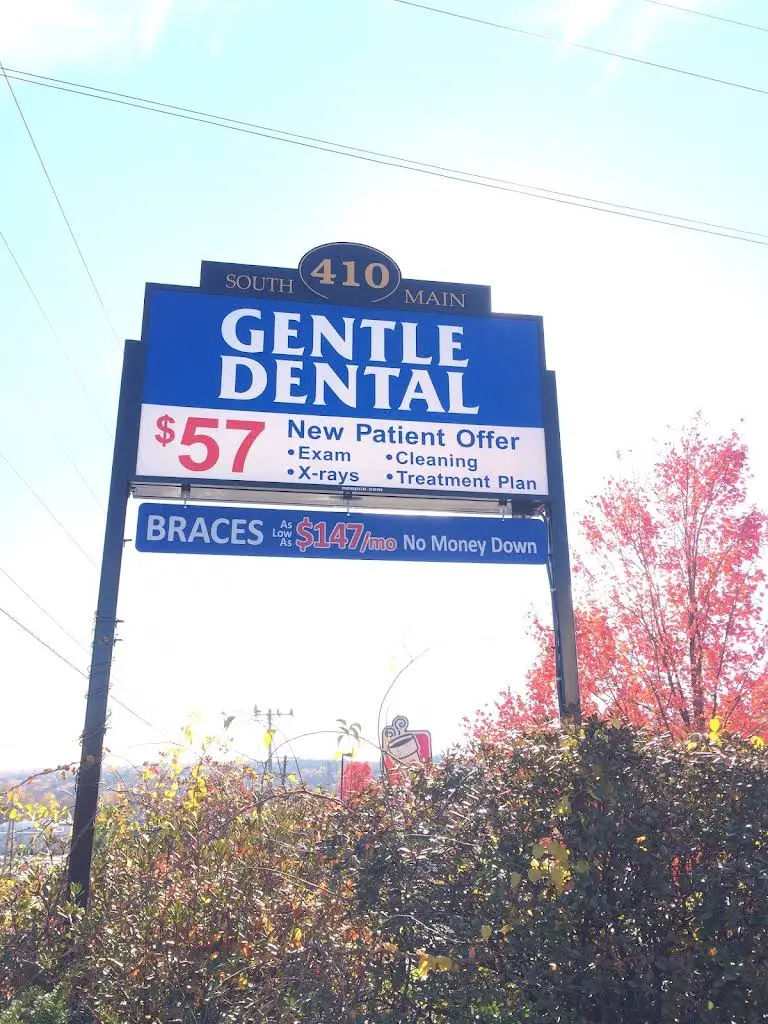 SOUTH 410 MAIN
GENTLE
DENTAL
$57 New Patient Offer
•Exam •Cleaning
•X-rays •Treatment Plan
BRACES As Low As $147/mo No Money Down